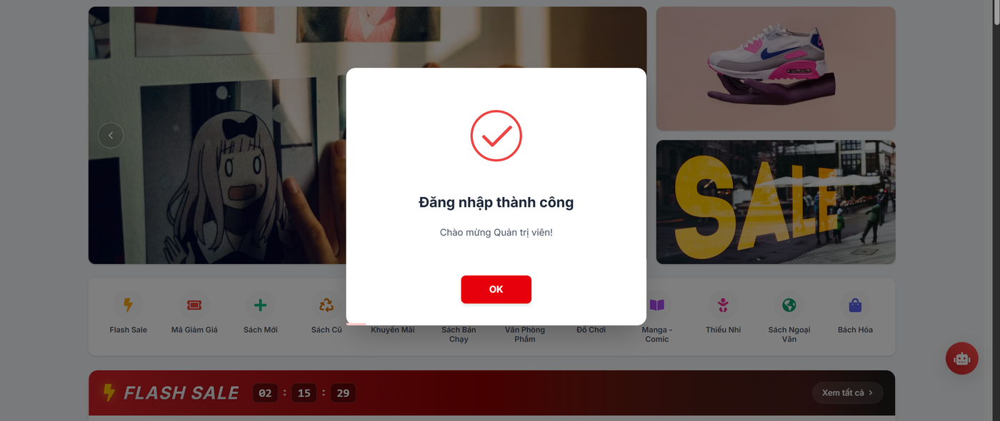 SALE
Đăng nhập thành công
Chào mừng Quản trị viên!
OK
Flash Sale
Mã Giảm Giá
Sách Mới
Sách Cũ
Khuyến Mãi
Sách Bán
Chạy
Văn Phòng
Phẩm
Đồ Chơi
Manga -
Comic
Thiếu Nhi
Sách Ngoại
Văn
Bách Hóa
FLASH SALE 02 : 15 : 29
Xem tất cả